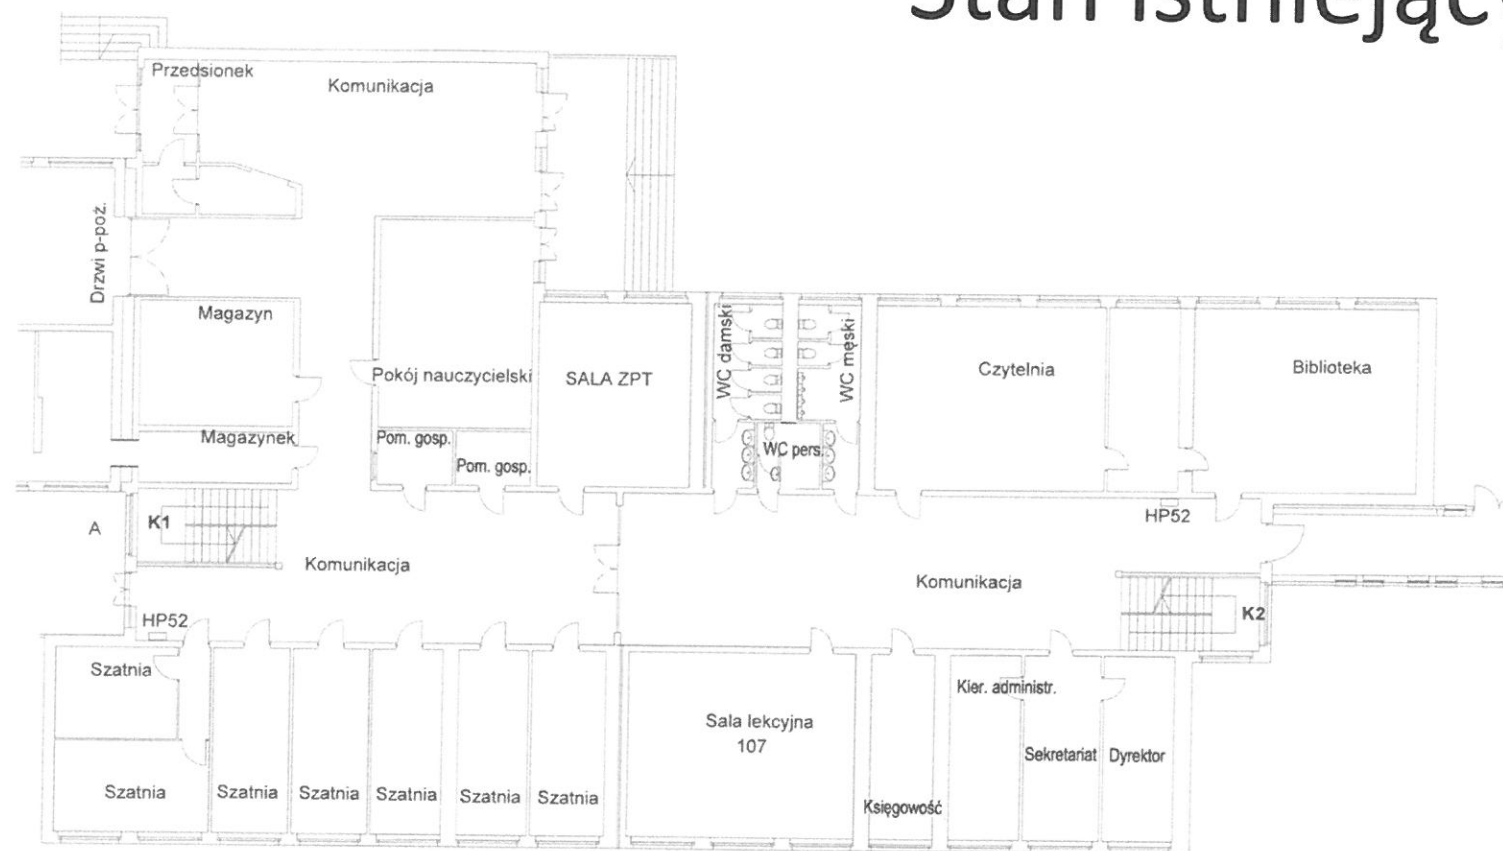 Stan istniejący
Przedsionek
Komunikacja
Drzwi p-poż.
Magazyn
Pokój nauczycielski
SALA ZPT
WC damski
WC męski
Czytelnia
Biblioteka
Magazynek
Pom. gosp.
Pom. gosp.
WC pers.
A
K1
HP52
Komunikacja
Komunikacja
K2
HP52
Szatnia
Kier. administr.
Sala lekcyjna
107
Sekretariat
Dyrektor
Szatnia
Szatnia
Szatnia
Szatnia
Szatnia
Szatnia
Księgowość